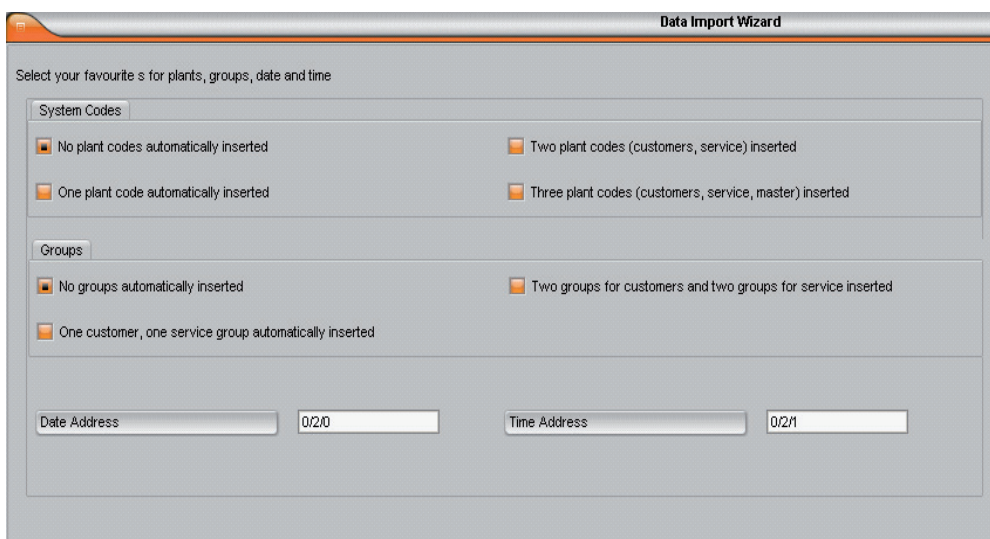 Data Import Wizard
Select your favourite s for plants, groups, date and time
System Codes
No plant codes automatically inserted
Two plant codes (customers, service) inserted
One plant code automatically inserted
Three plant codes (customers, service, master) inserted
Groups
No groups automatically inserted
Two groups for customers and two groups for service inserted
One customer, one service group automatically inserted
Date Address
0/2/0
Time Address
0/2/1